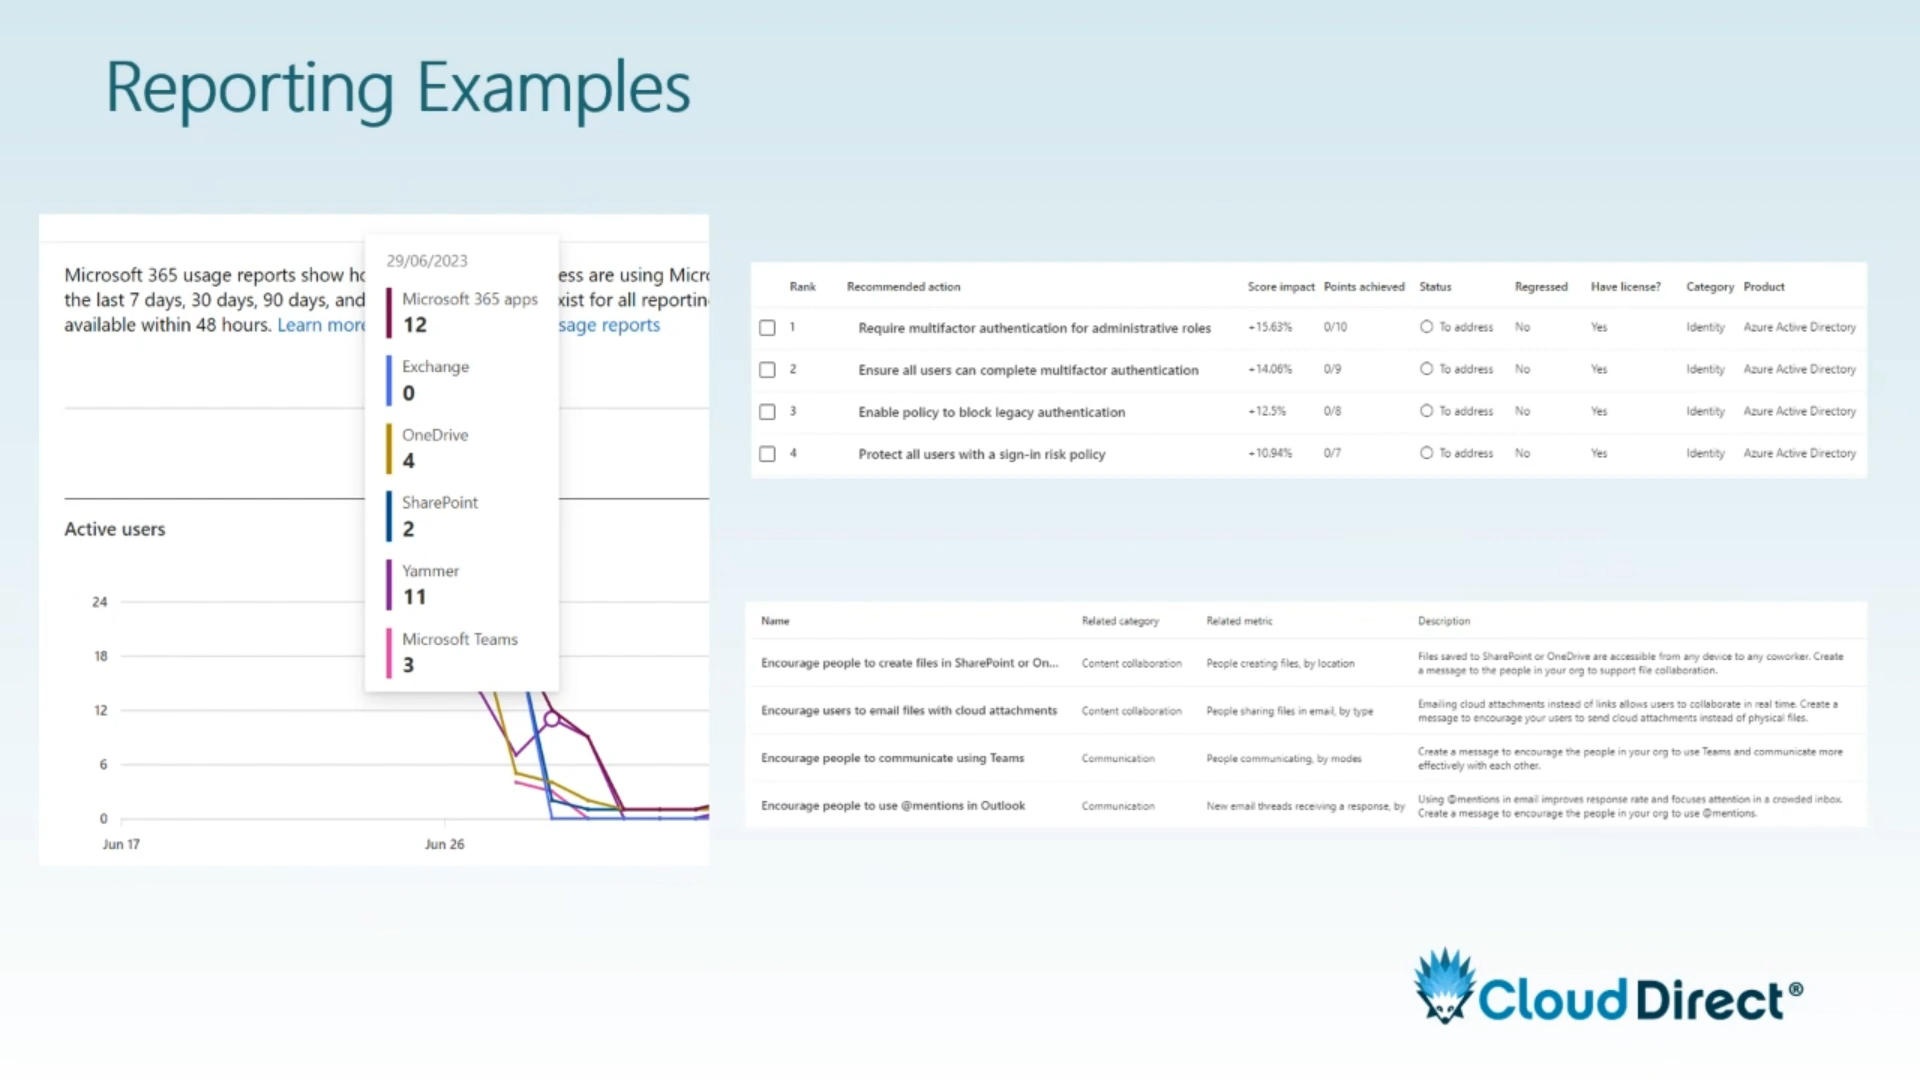 Reporting Examples
Microsoft 365 usage reports show ho
ess are using Micro
the last 7 days, 30 days, 90 days, and
xist for all reportin
available within 48 hours. Learn more
sage reports
29/06/2023
Microsoft 365 apps
12
Exchange
0
OneDrive
4
SharePoint
2
Yammer
11
Microsoft Teams
3
Active users
24
18
12
6
0
Jun 17
Jun 26
Rank Recommended action Score impact Points achieved Status Regressed Have license? Category Product
1 Require multifactor authentication for administrative roles +15.63% 0/10 To address No Yes Identity Azure Active Directory
2 Ensure all users can complete multifactor authentication +14.06% 0/9 To address No Yes Identity Azure Active Directory
3 Enable policy to block legacy authentication +12.5% 0/8 To address No Yes Identity Azure Active Directory
4 Protect all users with a sign-in risk policy +10.94% 0/7 To address No Yes Identity Azure Active Directory
Name Related category Related metric Description
Encourage people to create files in SharePoint or On... Content collaboration People creating files, by location
Files saved to SharePoint or OneDrive are accessible from any device to any coworker. Create
a message to the people in your org to support file collaboration.
Encourage users to email files with cloud attachments Content collaboration People sharing files in email, by type
Emailing cloud attachments instead of links allows users to collaborate in real time. Create a
message to encourage your users to send cloud attachments instead of physical files.
Encourage people to communicate using Teams Communication People communicating, by modes
Create a message to encourage the people in your org to use Teams and communicate more
effectively with each other.
Encourage people to use @mentions in Outlook Communication New email threads receiving a response, by
Using @mentions in email improves response rate and focuses attention in a crowded inbox.
Create a message to encourage the people in your org to use @mentions.
Cloud Direct®